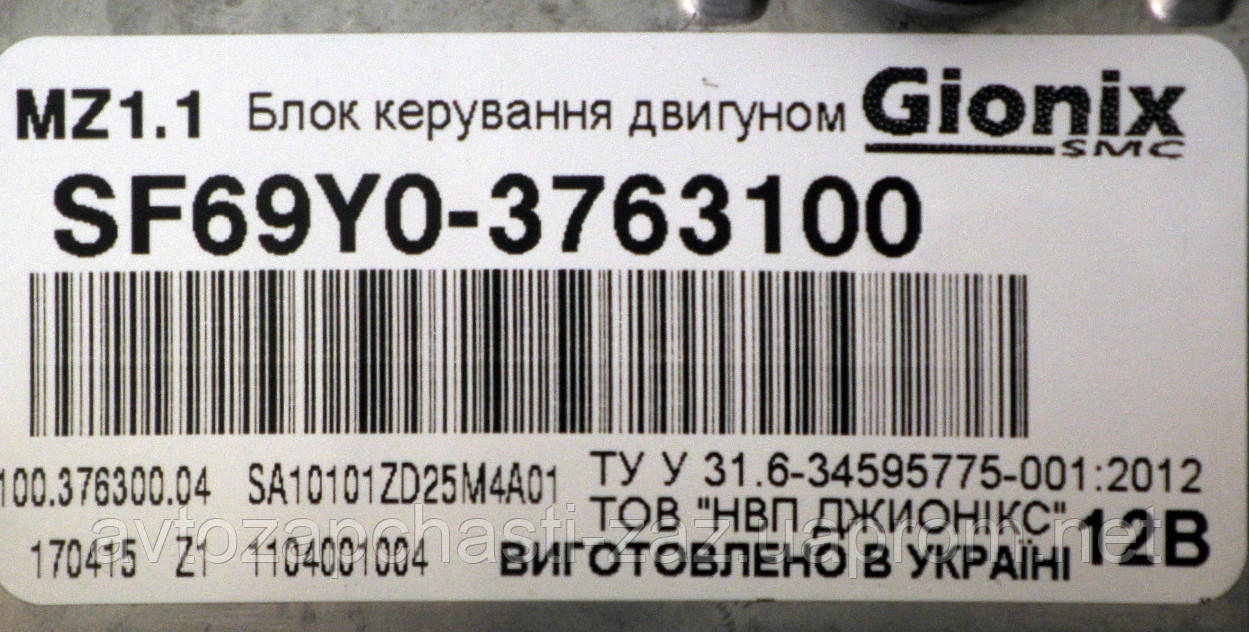 MZ1.1 Блок керування двигуном Gionix
SMC
SF69Y0-3763100
100.376300.04 SA10101ZD25M4A01 ТУ У 31.6-34595775-001:2012
ТОВ "НВП ДЖИОНІКС"
avtozapchasti-zaz.uaprom.net
170415 Z1 1104001004 ВИГОТОВЛЕНО В УКРАЇНІ 12В